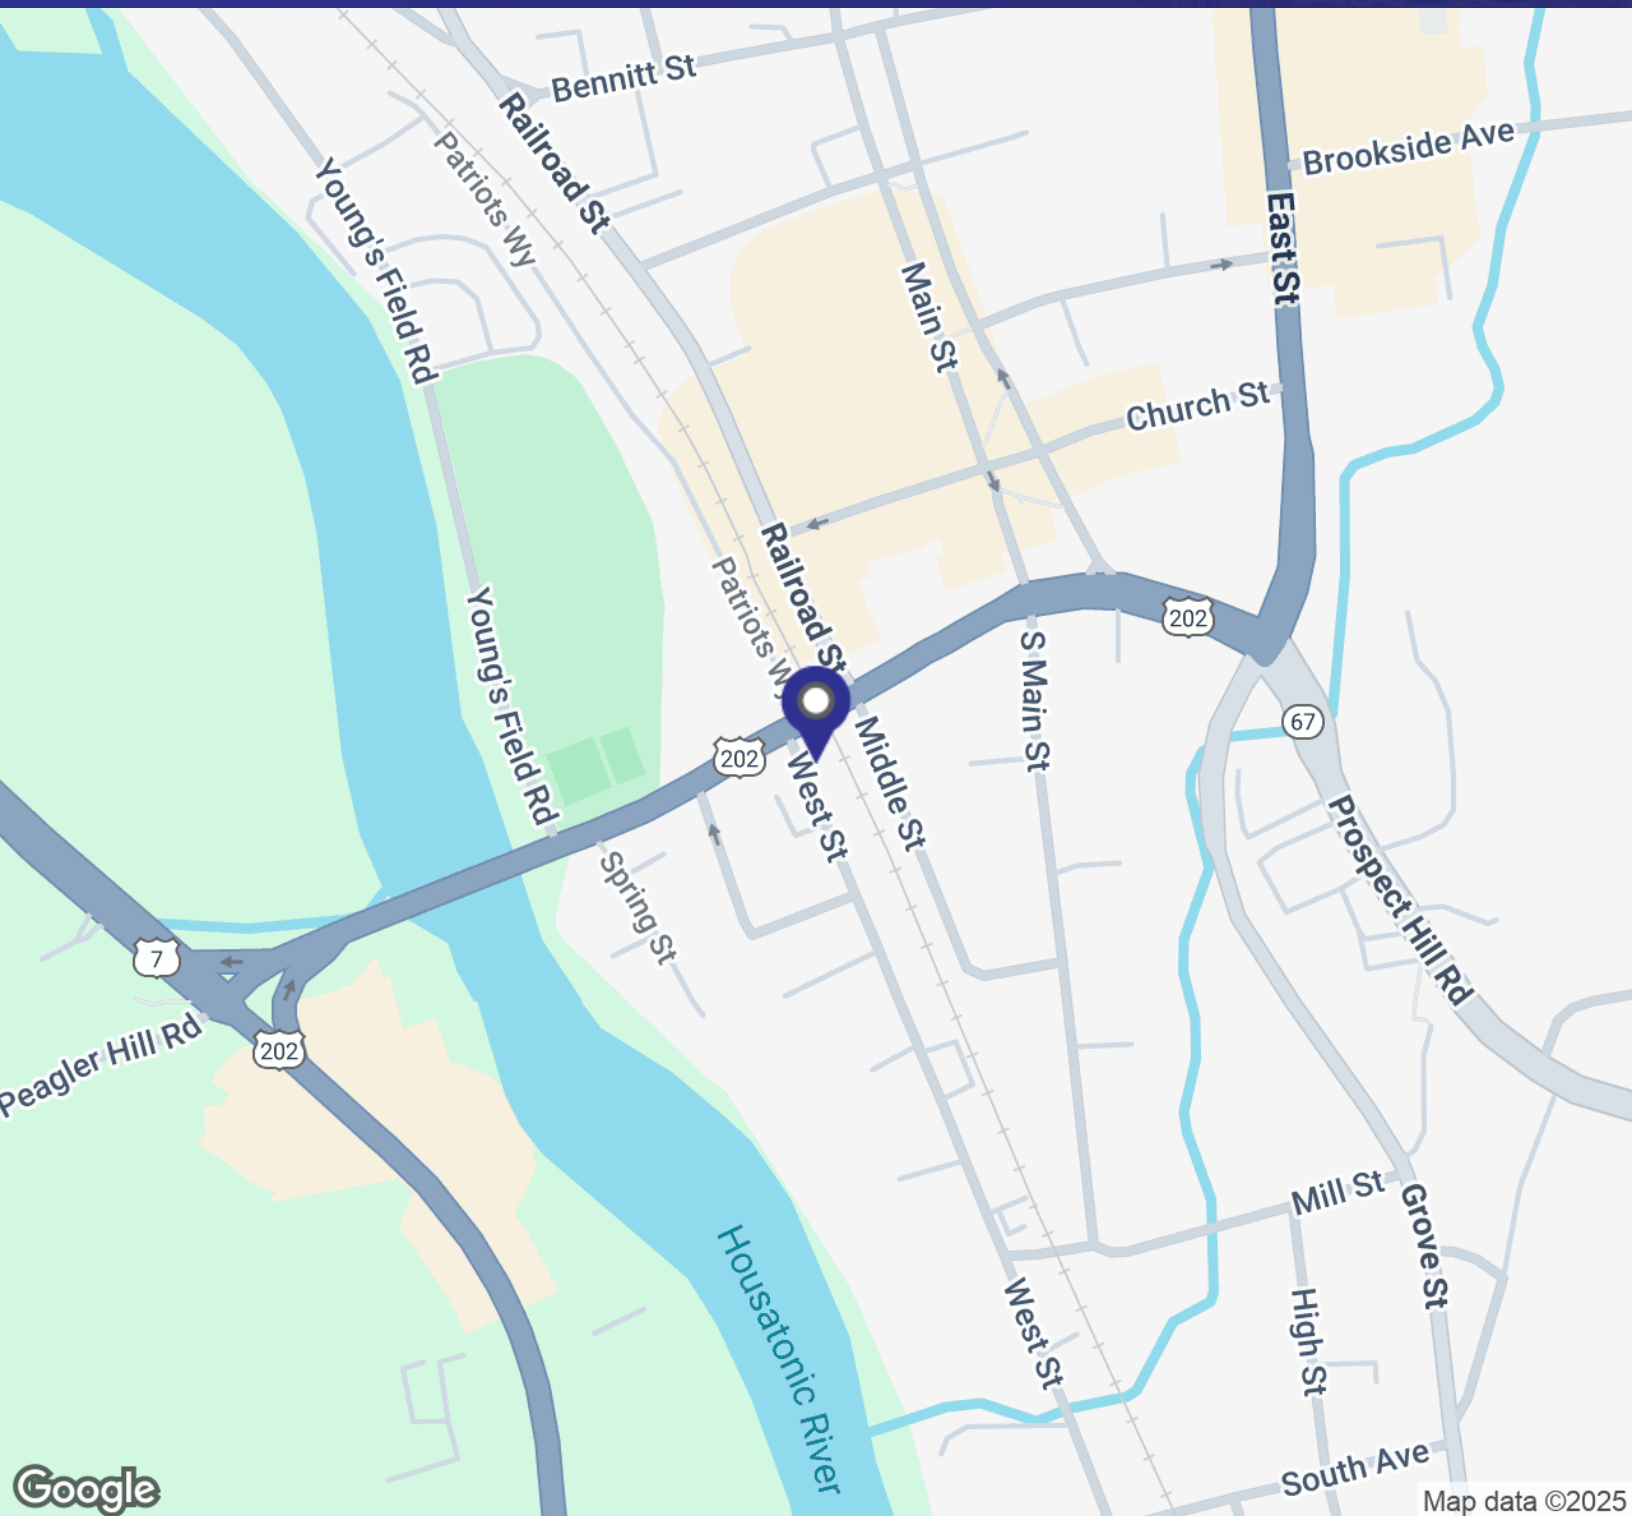 Bennitt St
Railroad St
Brookside Ave
Patriots Wy
Young's Field Rd
East St
Main St
Church St
Railroad St
Patriots Wy
Young's Field Rd
202
S Main St
67
202
Middle St
West St
Prospect Hill Rd
Spring St
7
202
Peagler Hill Rd
Mill St
Grove St
Housatonic River
West St
High St
South Ave
Google
Map data ©2025